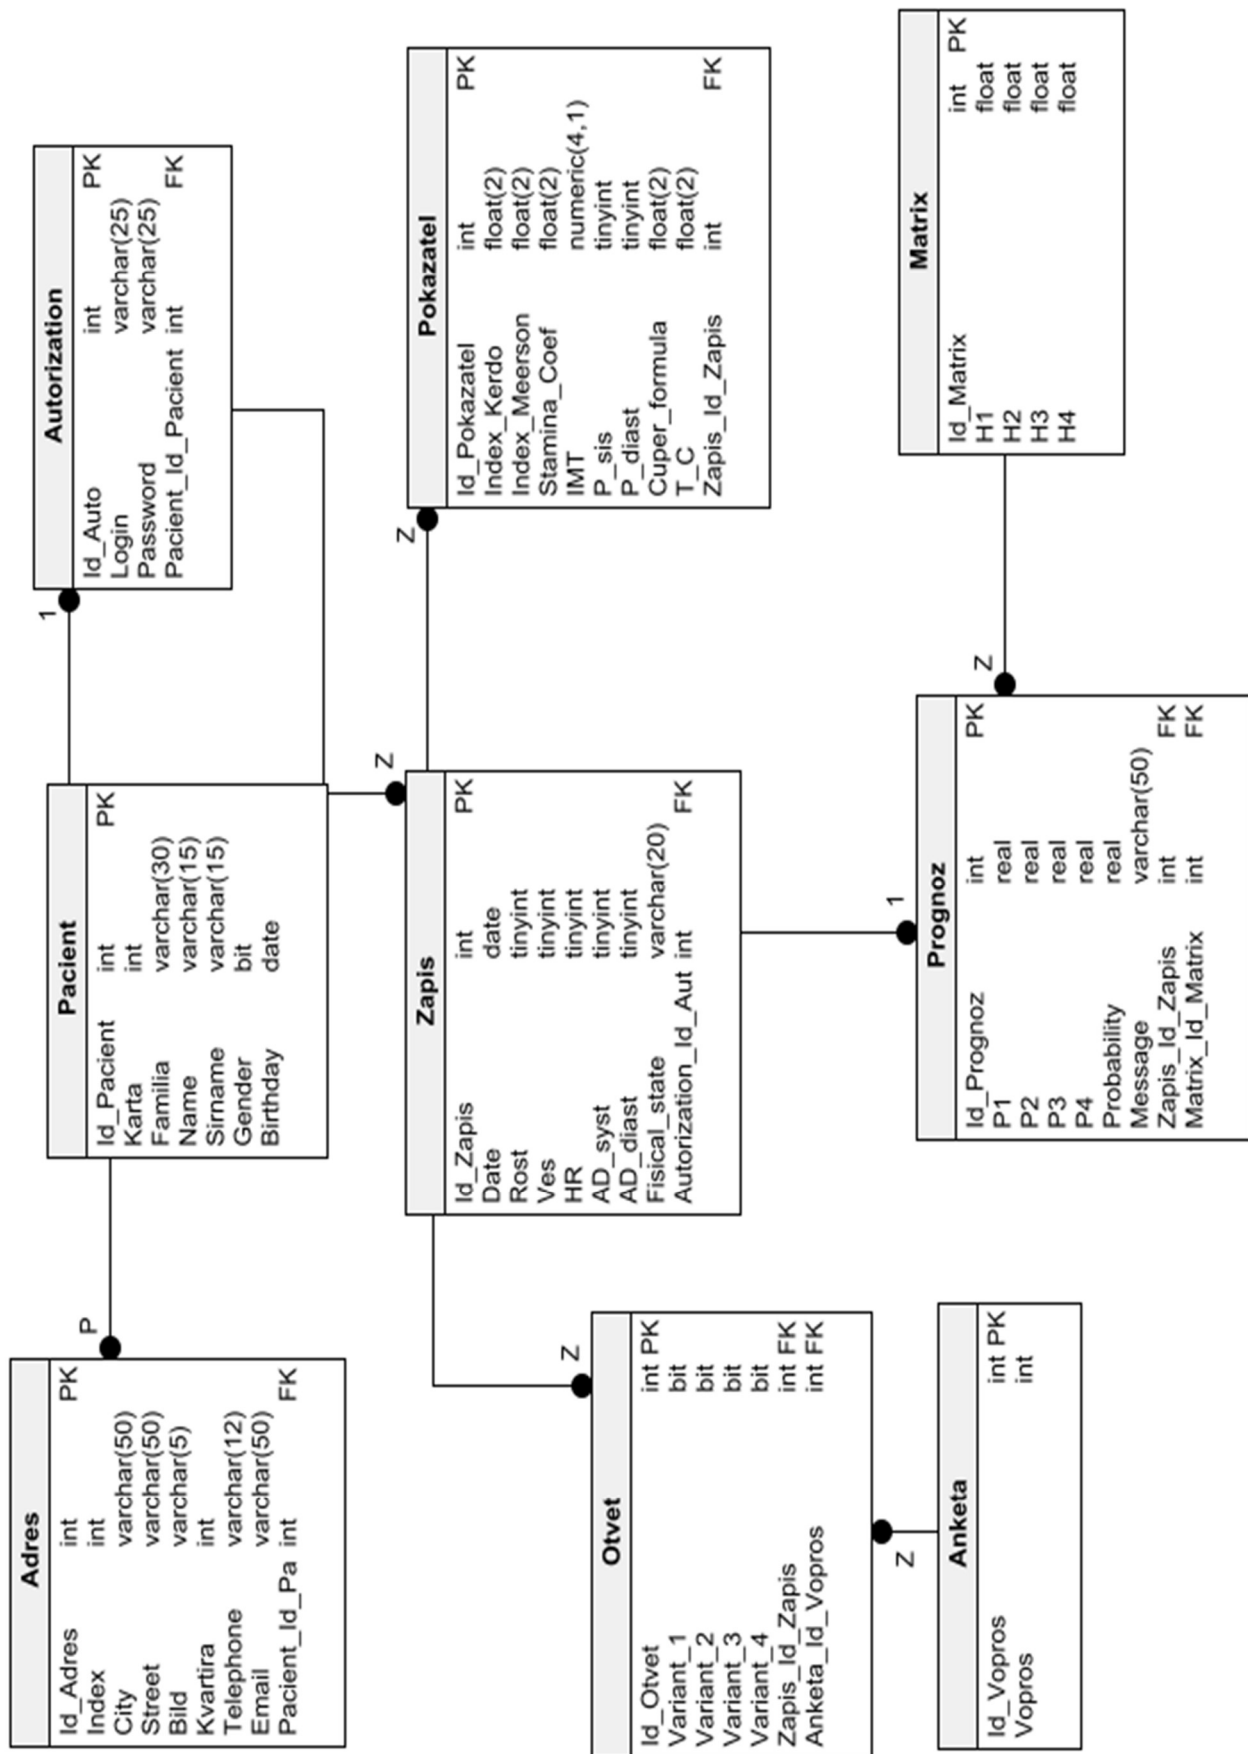 Adres
Id_Adres int PK
Index int
City varchar(50)
Street varchar(50)
Bild varchar(5)
Kvartira int
Telephone varchar(12)
Email varchar(50)
Pacient_Id_Pa int FK
P
Pacient
Id_Pacient int PK
Karta int
Familia varchar(30)
Name varchar(15)
Sirname varchar(15)
Gender bit
Birthday date
1
Autorization
Id_Auto int PK
Login varchar(25)
Password varchar(25)
Pacient_Id_Pacient int FK
Z
Zapis
Id_Zapis int PK
Date date
Rost tinyint
Ves tinyint
HR tinyint
AD_syst tinyint
AD_diast tinyint
Fisical_state varchar(20)
Autorization_Id_Aut int FK
Z
Pokazatel
Id_Pokazatel int PK
Index_Kerdo float(2)
Index_Meerson float(2)
Stamina_Coef float(2)
IMT numeric(4,1)
P_sis tinyint
P_diast tinyint
Cuper_formula float(2)
T_C float(2)
Zapis_Id_Zapis int FK
Z
Otvet
Id_Otvet int PK
Variant_1 bit
Variant_2 bit
Variant_3 bit
Variant_4 bit
Zapis_Id_Zapis int FK
Anketa_Id_Vopros int FK
Z
Anketa
Id_Vopros int PK
Vopros int
1
Prognoz
Id_Prognoz int PK
P1 real
P2 real
P3 real
P4 real
Probability real
Message varchar(50)
Zapis_Id_Zapis int FK
Matrix_Id_Matrix int FK
Z
Matrix
Id_Matrix int PK
H1 float
H2 float
H3 float
H4 float